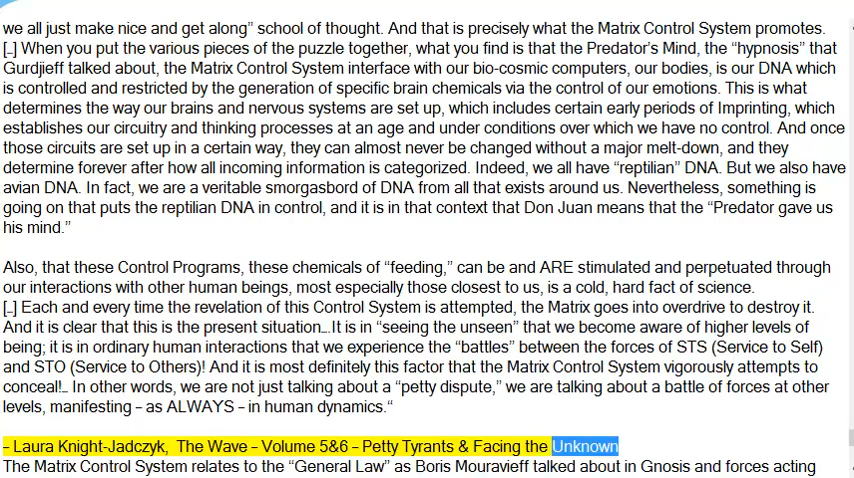 we all just make nice and get along” school of thought. And that is precisely what the Matrix Control System promotes.
[..] When you put the various pieces of the puzzle together, what you find is that the Predator’s Mind, the “hypnosis” that
Gurdjieff talked about, the Matrix Control System interface with our bio-cosmic computers, our bodies, is our DNA which
is controlled and restricted by the generation of specific brain chemicals via the control of our emotions. This is what
determines the way our brains and nervous systems are set up, which includes certain early periods of Imprinting, which
establishes our circuitry and thinking processes at an age and under conditions over which we have no control. And once
those circuits are set up in a certain way, they can almost never be changed without a major melt-down, and they
determine forever after how all incoming information is categorized. Indeed, we all have “reptilian” DNA. But we also have
avian DNA. In fact, we are a veritable smorgasbord of DNA from all that exists around us. Nevertheless, something is
going on that puts the reptilian DNA in control, and it is in that context that Don Juan means that the “Predator gave us
his mind.”
Also, that these Control Programs, these chemicals of “feeding,” can be and ARE stimulated and perpetuated through
our interactions with other human beings, most especially those closest to us, is a cold, hard fact of science.
[..] Each and every time the revelation of this Control System is attempted, the Matrix goes into overdrive to destroy it.
And it is clear that this is the present situation….It is in “seeing the unseen” that we become aware of higher levels of
being; it is in ordinary human interactions that we experience the “battles” between the forces of STS (Service to Self)
and STO (Service to Others)! And it is most definitely this factor that the Matrix Control System vigorously attempts to
conceal!.. In other words, we are not just talking about a “petty dispute,” we are talking about a battle of forces at other
levels, manifesting – as ALWAYS – in human dynamics.“
– Laura Knight-Jadczyk, The Wave – Volume 5&6 – Petty Tyrants & Facing the Unknown
The Matrix Control System relates to the “General Law” as Boris Mouravieff talked about in Gnosis and forces acting